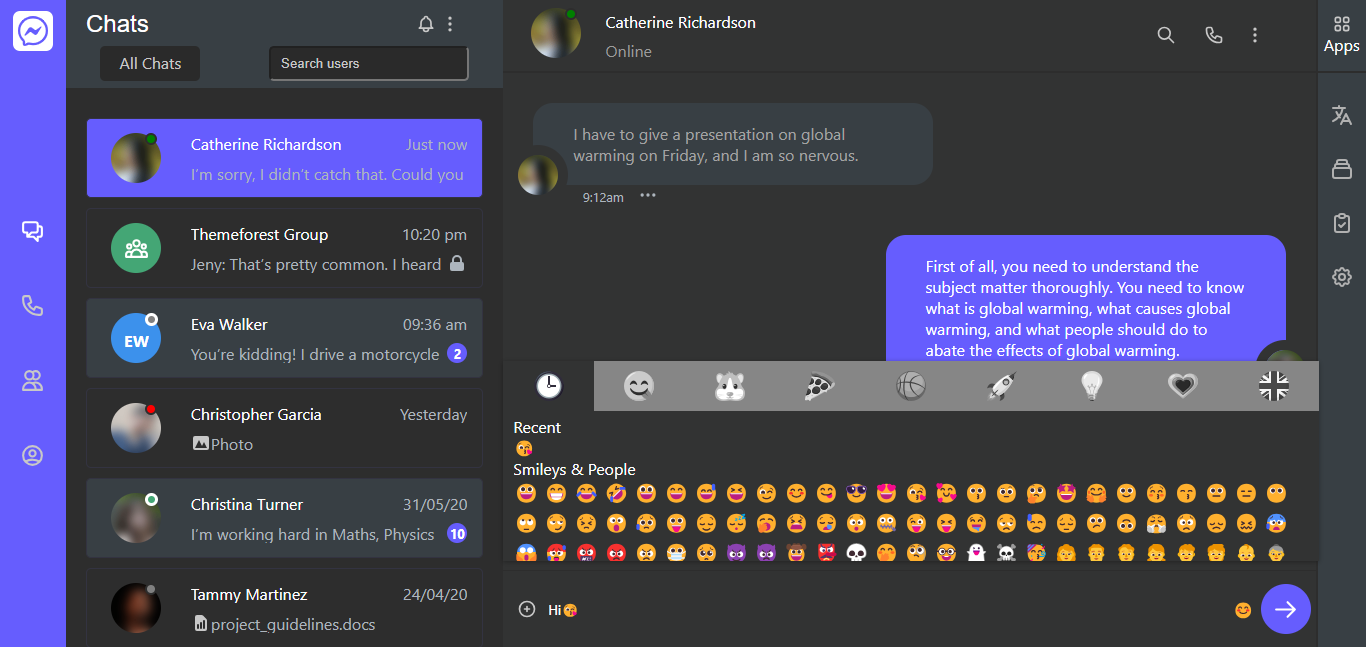 Chats
All Chats
Search users
Catherine Richardson
Just now
I'm sorry, I didn't catch that. Could you
Themeforest Group
10:20 pm
Jeny: That's pretty common. I heard
EW
Eva Walker
09:36 am
You're kidding! I drive a motorcycle
2
Christopher Garcia
Yesterday
Photo
Christina Turner
31/05/20
I'm working hard in Maths, Physics
10
Tammy Martinez
24/04/20
project_guidelines.docs
Catherine Richardson
Online
I have to give a presentation on global
warming on Friday, and I am so nervous.
9:12am
First of all, you need to understand the
subject matter thoroughly. You need to know
what is global warming, what causes global
warming, and what people should do to
abate the effects of global warming.
Recent
Smileys & People
Hi😘
Apps